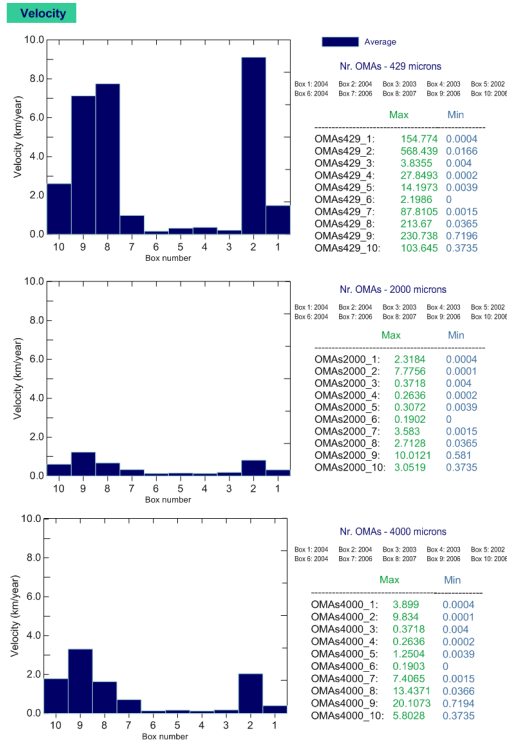 Velocity
10.0
8.0
6.0
4.0
2.0
0.0
Velocity (km/year)
10 9 8 7 6 5 4 3 2 1
Box number
Average
Nr. OMAs - 429 microns
Box 1: 2004 Box 2: 2004 Box 3: 2003 Box 4: 2003 Box 5: 2002
Box 6: 2004 Box 7: 2006 Box 8: 2007 Box 9: 2006 Box 10: 2006
Max Min
OMAs429_1: 154.774 0.0004
OMAs429_2: 568.439 0.0166
OMAs429_3: 3.8355 0.004
OMAs429_4: 27.8493 0.0002
OMAs429_5: 14.1973 0.0039
OMAs429_6: 2.1986 0
OMAs429_7: 87.8105 0.0015
OMAs429_8: 213.67 0.0365
OMAs429_9: 230.738 0.7196
OMAs429_10: 103.645 0.3735
10.0
8.0
6.0
4.0
2.0
0.0
Velocity (km/year)
10 9 8 7 6 5 4 3 2 1
Box number
Nr. OMAs - 2000 microns
Box 1: 2004 Box 2: 2004 Box 3: 2003 Box 4: 2003 Box 5: 2002
Box 6: 2004 Box 7: 2006 Box 8: 2007 Box 9: 2006 Box 10: 2006
Max Min
OMAs2000_1: 2.3184 0.0004
OMAs2000_2: 7.7756 0.0001
OMAs2000_3: 0.3718 0.004
OMAs2000_4: 0.2636 0.0002
OMAs2000_5: 0.3072 0.0039
OMAs2000_6: 0.1902 0
OMAs2000_7: 3.583 0.0015
OMAs2000_8: 2.7128 0.0365
OMAs2000_9: 10.0121 0.581
OMAs2000_10: 3.0519 0.3735
10.0
8.0
6.0
4.0
2.0
0.0
Velocity (km/year)
10 9 8 7 6 5 4 3 2 1
Box number
Nr. OMAs - 4000 microns
Box 1: 2004 Box 2: 2004 Box 3: 2003 Box 4: 2003 Box 5: 2002
Box 6: 2004 Box 7: 2006 Box 8: 2007 Box 9: 2006 Box 10: 2006
Max Min
OMAs4000_1: 3.899 0.0004
OMAs4000_2: 9.834 0.0001
OMAs4000_3: 0.3718 0.004
OMAs4000_4: 0.2636 0.0002
OMAs4000_5: 1.2504 0.0039
OMAs4000_6: 0.1903 0
OMAs4000_7: 7.4065 0.0015
OMAs4000_8: 13.4371 0.0366
OMAs4000_9: 20.1073 0.7194
OMAs4000_10: 5.8028 0.3735